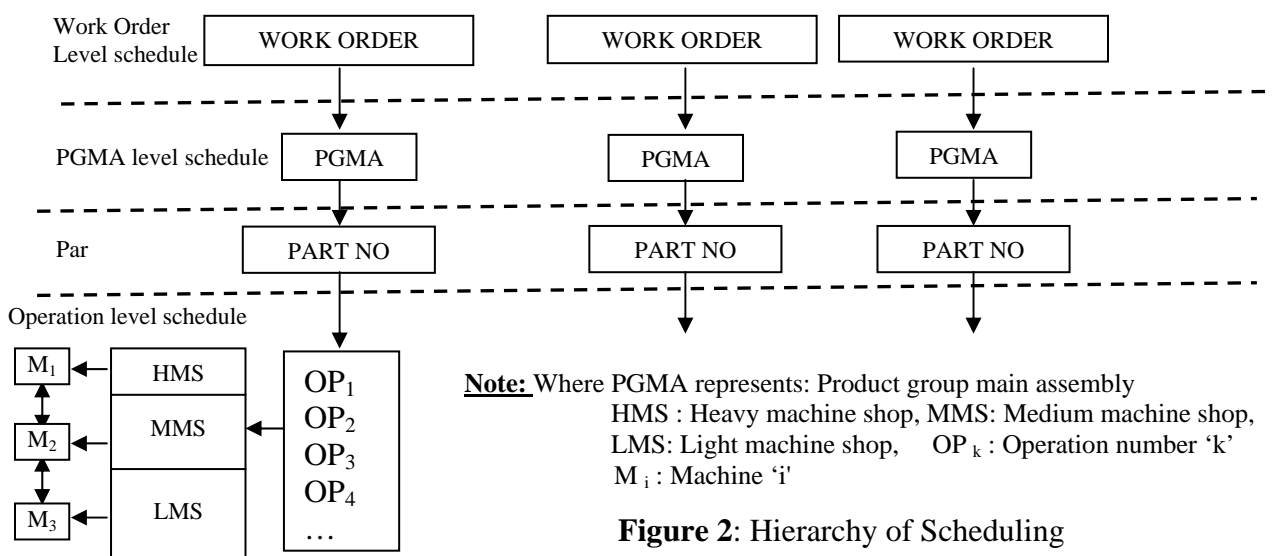 Work Order
Level schedule
WORK ORDER
WORK ORDER
WORK ORDER
PGMA level schedule
PGMA
PGMA
PGMA
Par
PART NO
PART NO
PART NO
Operation level schedule
M1
HMS
M2
MMS
M3
LMS
OP1
OP2
OP3
OP4
…
Note: Where PGMA represents: Product group main assembly
HMS : Heavy machine shop, MMS: Medium machine shop,
LMS: Light machine shop, OP k : Operation number ‘k’
M i : Machine ‘i'
Figure 2: Hierarchy of Scheduling